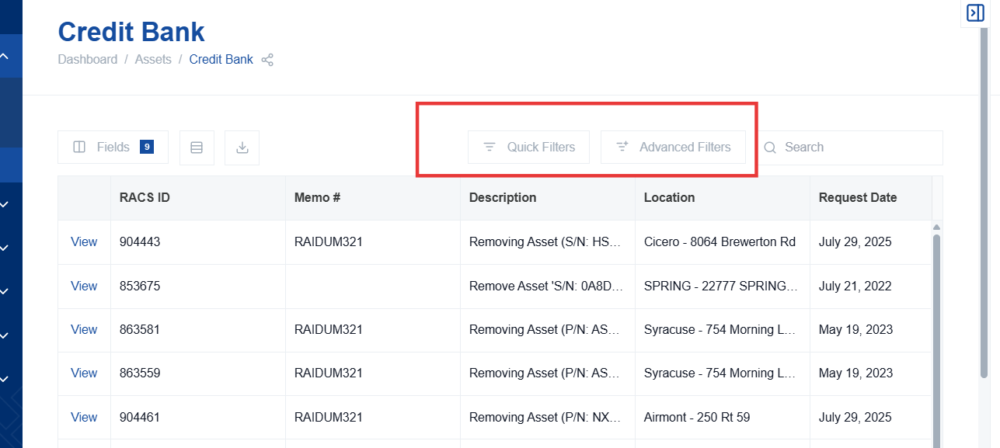 Credit Bank
Dashboard / Assets / Credit Bank
Fields 9 Quick Filters Advanced Filters Search
RACS ID Memo # Description Location Request Date
View 904443 RAIDUM321 Removing Asset (S/N: HS... Cicero - 8064 Brewerton Rd July 29, 2025
View 853675 Remove Asset 'S/N: 0A8D... SPRING - 22777 SPRING... July 21, 2022
View 863581 RAIDUM321 Removing Asset (P/N: AS... Syracuse - 754 Morning L... May 19, 2023
View 863559 RAIDUM321 Removing Asset (P/N: AS... Syracuse - 754 Morning L... May 19, 2023
View 904461 RAIDUM321 Removing Asset (P/N: NX... Airmont - 250 Rt 59 July 29, 2025